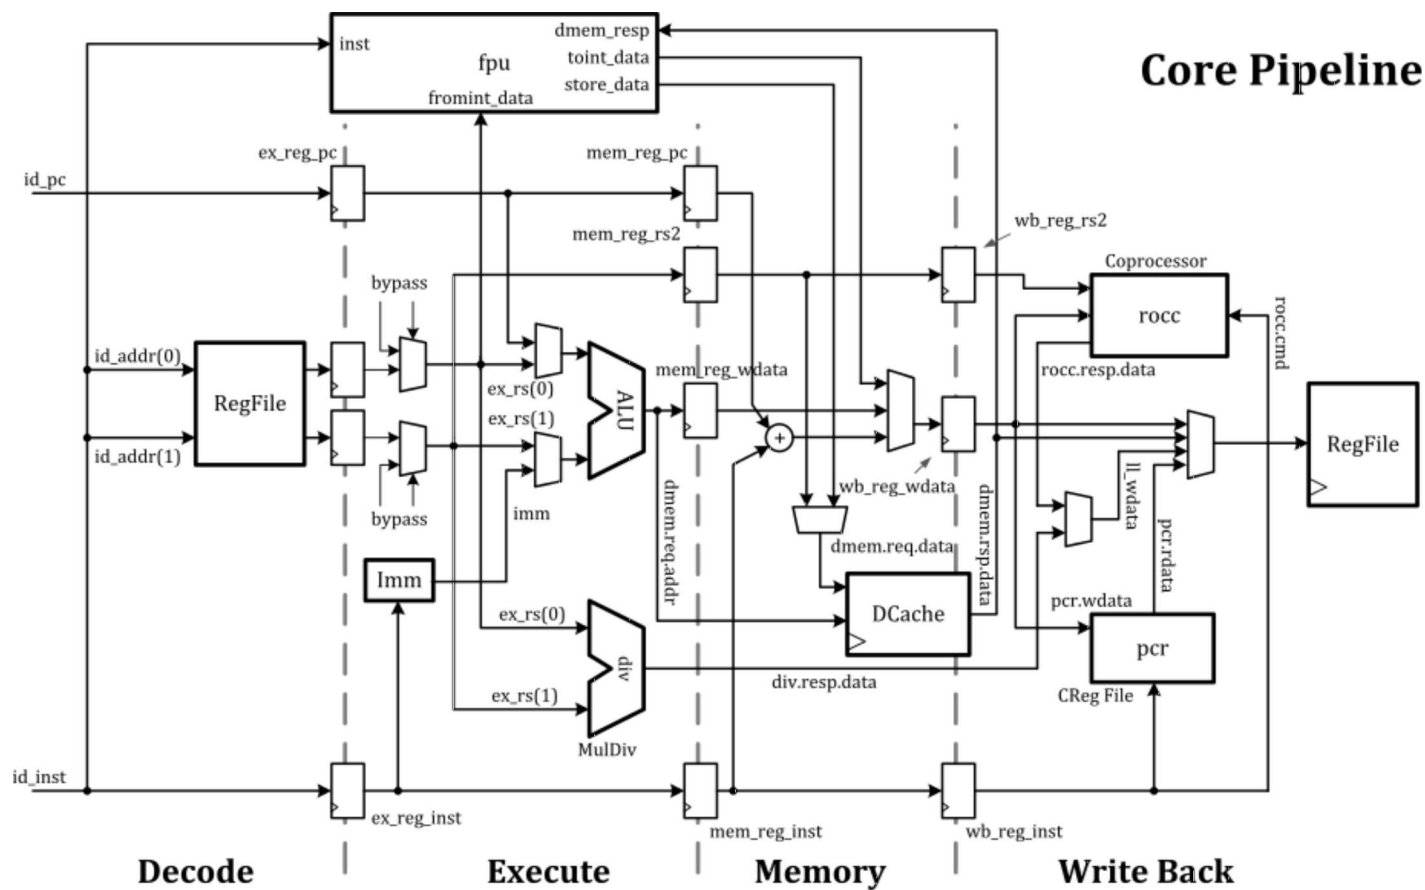 Core Pipeline
dmem_resp
inst
toint_data
fpu
store_data
fromint_data
ex_reg_pc
mem_reg_pc
id_pc
mem_reg_rs2
wb_reg_rs2
bypass
Coprocessor
rocc
rocc.cmd
id_addr(0)
RegFile
id_addr(1)
ex_rs(0)
ex_rs(1)
ALU
mem_reg_wdata
rocc.resp.data
+
RegFile
bypass
imm
wb_reg_wdata
ll_wdata
dmem.req.addr
dmem.req.data
dmem.rsp.data
pcr.rdata
Imm
DCache
pcr.wdata
ex_rs(0)
div
pcr
ex_rs(1)
div.resp.data
CReg File
MulDiv
id_inst
ex_reg_inst
mem_reg_inst
wb_reg_inst
Decode
Execute
Memory
Write Back